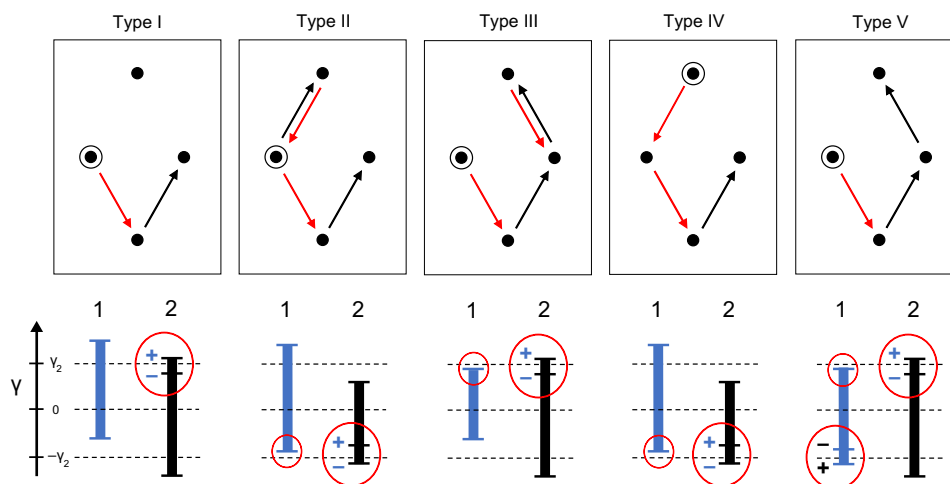 Type I Type II Type III Type IV Type V
1 2 1 2 1 2 1 2 1 2
γ
γ₂
0
−γ₂
+ −
+ −
+ −
+ −
+ −
− +